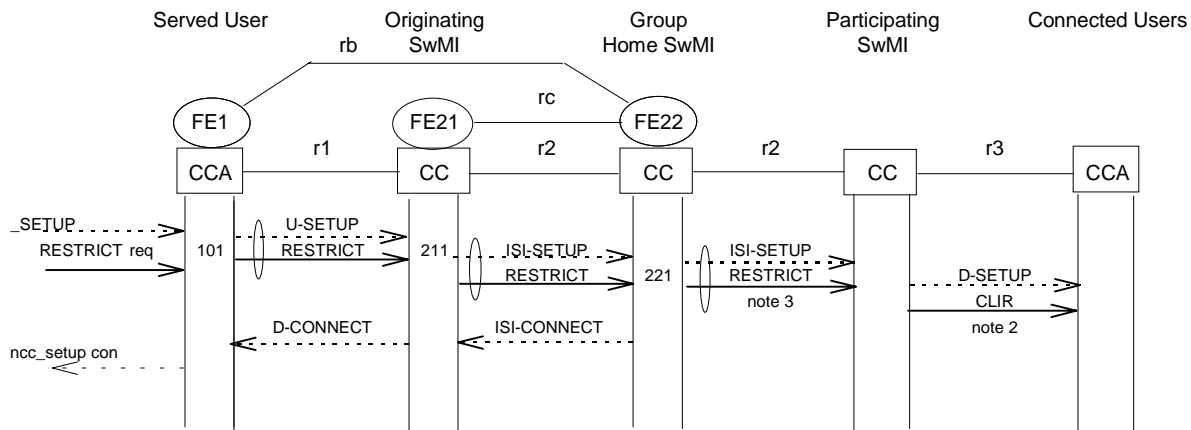 Served User
Originating
SwMI
Group
Home SwMI
Participating
SwMI
Connected Users
rb
rc
FE1
FE21
FE22
r1
r2
r2
r3
CCA
CC
CC
CC
CCA
_SETUP
RESTRICT req
101
U-SETUP
RESTRICT
211
ISI-SETUP
RESTRICT
221
ISI-SETUP
RESTRICT
note 3
D-SETUP
CLIR
note 2
D-CONNECT
ISI-CONNECT
ncc_setup con